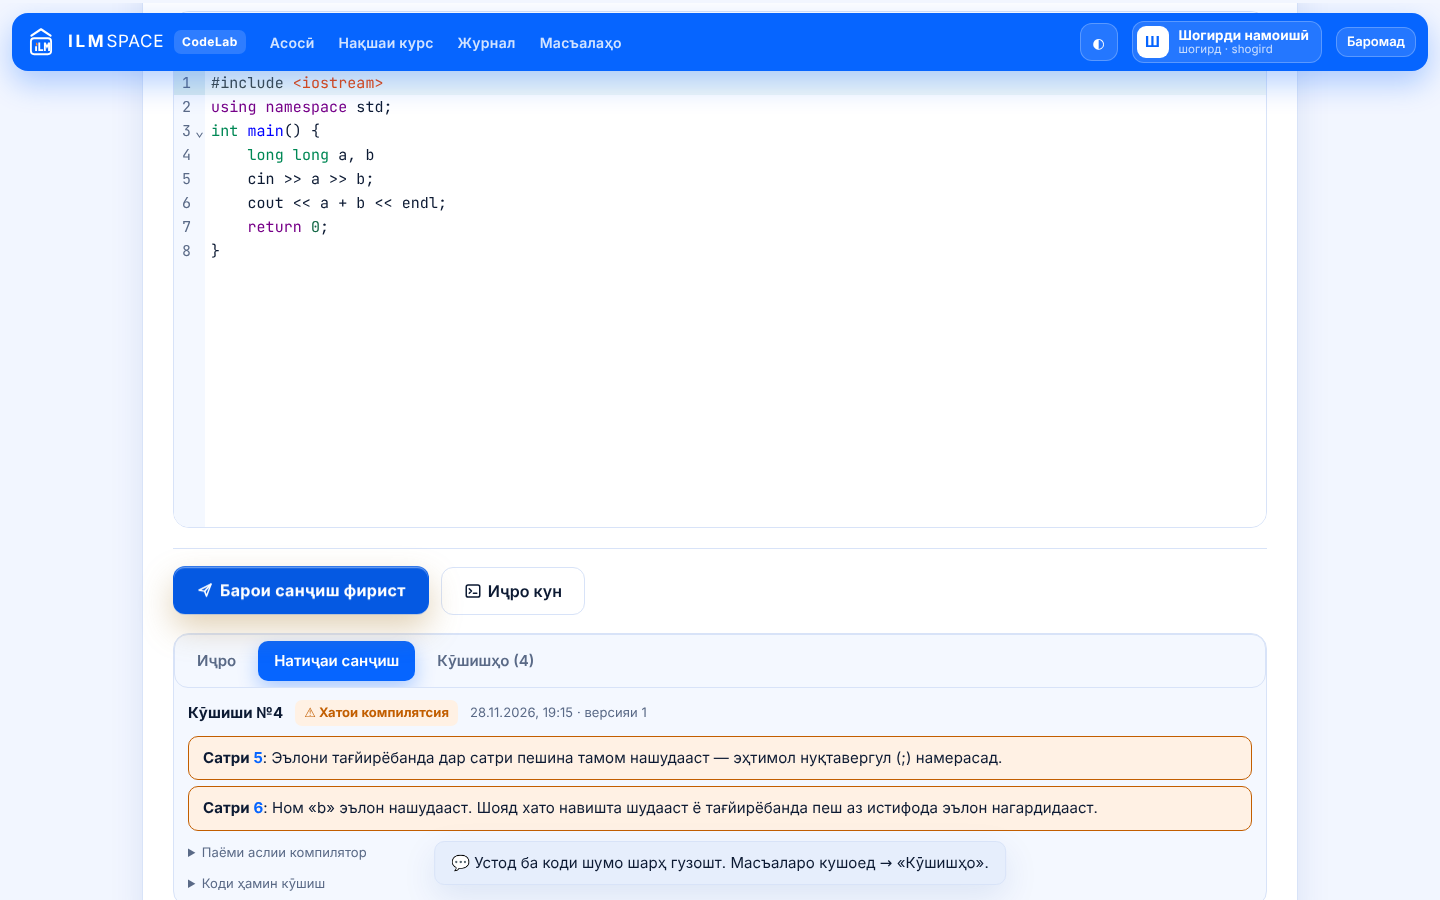 iLM ILMSPACE CodeLab Асосӣ Нақшаи курс Журнал Масъалаҳо ◐ Ш Шогирди намоишӣ Баромад
шогирд · shogird
1 #include <iostream>
2 using namespace std;
3 int main() {
4     long long a, b
5     cin >> a >> b;
6     cout << a + b << endl;
7     return 0;
8 }
Барои санҷиш фирист Иҷро кун
Иҷро Натиҷаи санҷиш Кӯшишҳо (4)
Кӯшиши №4 ⚠ Хатои компилятсия 28.11.2026, 19:15 · версияи 1
Сатри 5: Эълони тағйирёбанда дар сатри пешина тамом нашудааст — эҳтимол нуқтавергул (;) намерасад.
Сатри 6: Ном «b» эълон нашудааст. Шояд хато навишта шудааст ё тағйирёбанда пеш аз истифода эълон нагардидааст.
▶ Паёми аслии компилятор
💬 Устод ба коди шумо шарҳ гузошт. Масъаларо кушоед → «Кӯшишҳо».
▶ Коди ҳамин кӯшиш